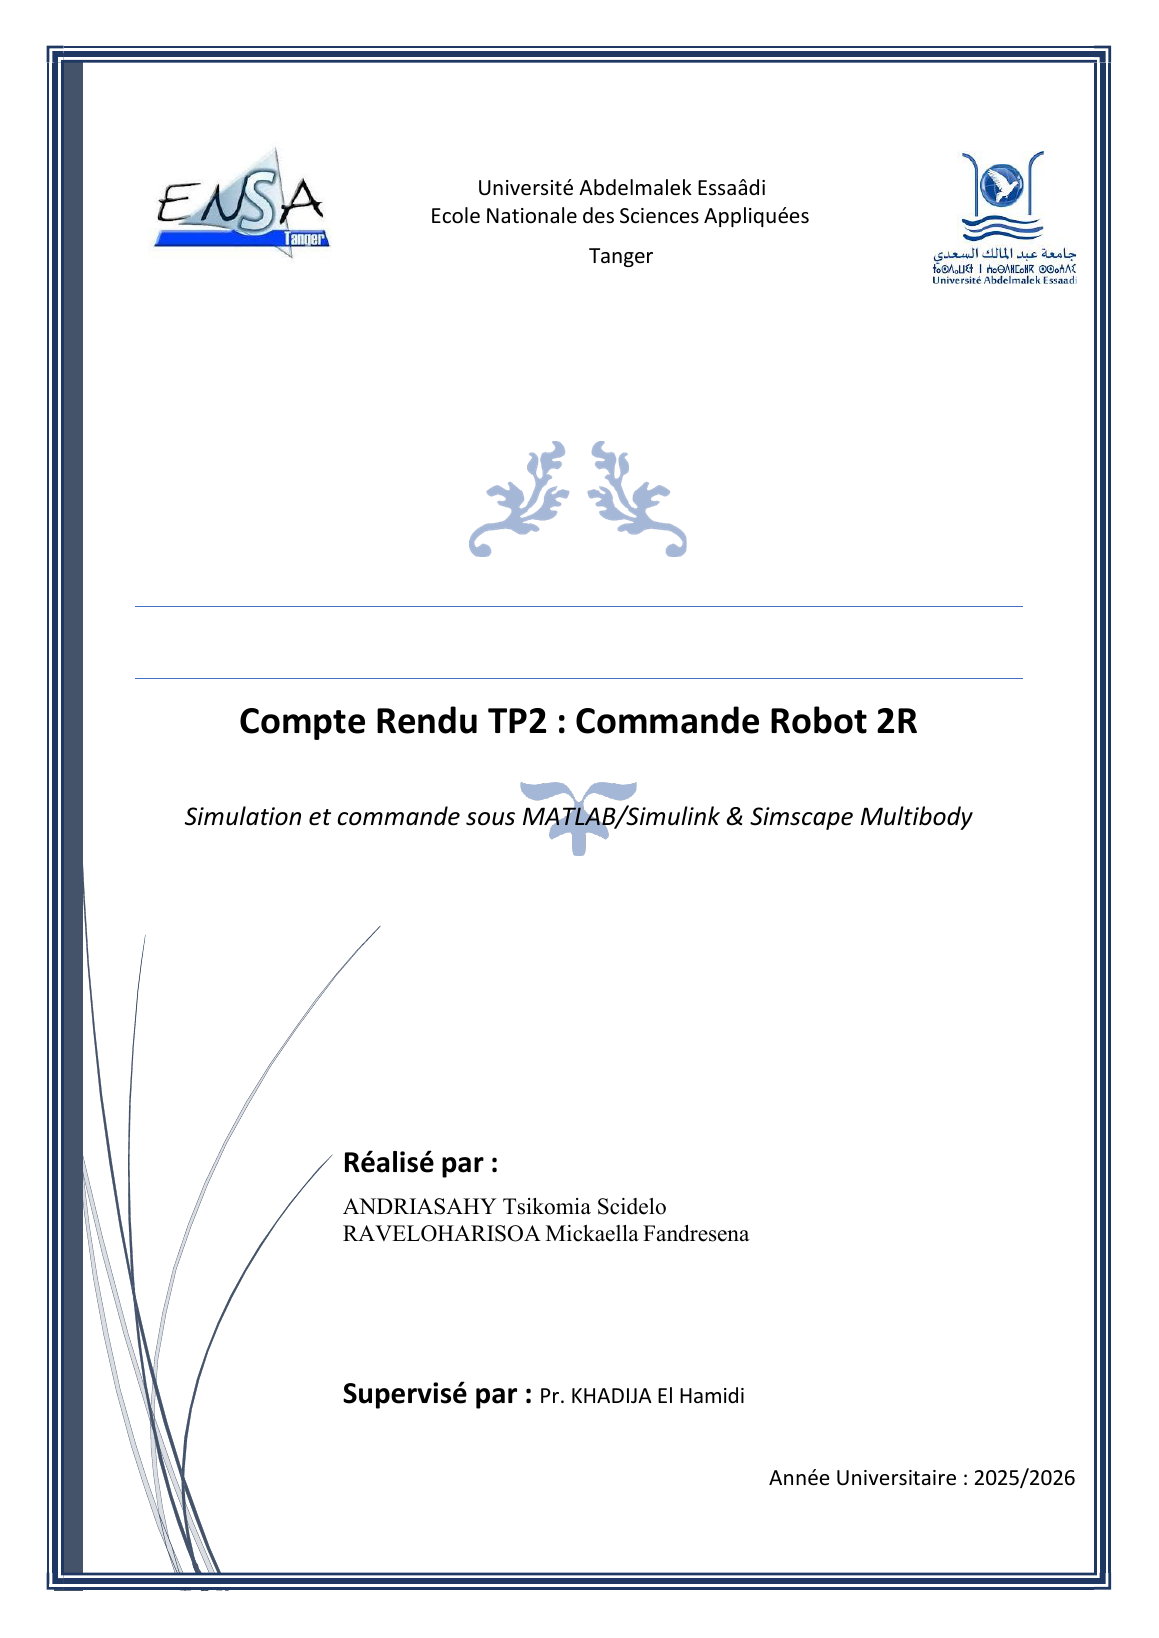 ENSA
Tanger
Université Abdelmalek Essaâdi
Ecole Nationale des Sciences Appliquées
Tanger
جامعة عبد المالك السعدي
Université Abdelmalek Essaadi
Compte Rendu TP2 : Commande Robot 2R
Simulation et commande sous MATLAB/Simulink & Simscape Multibody
Réalisé par :
ANDRIASAHY Tsikomia Scidelo
RAVELOHARISOA Mickaella Fandresena
Supervisé par : Pr. KHADIJA El Hamidi
Année Universitaire : 2025/2026